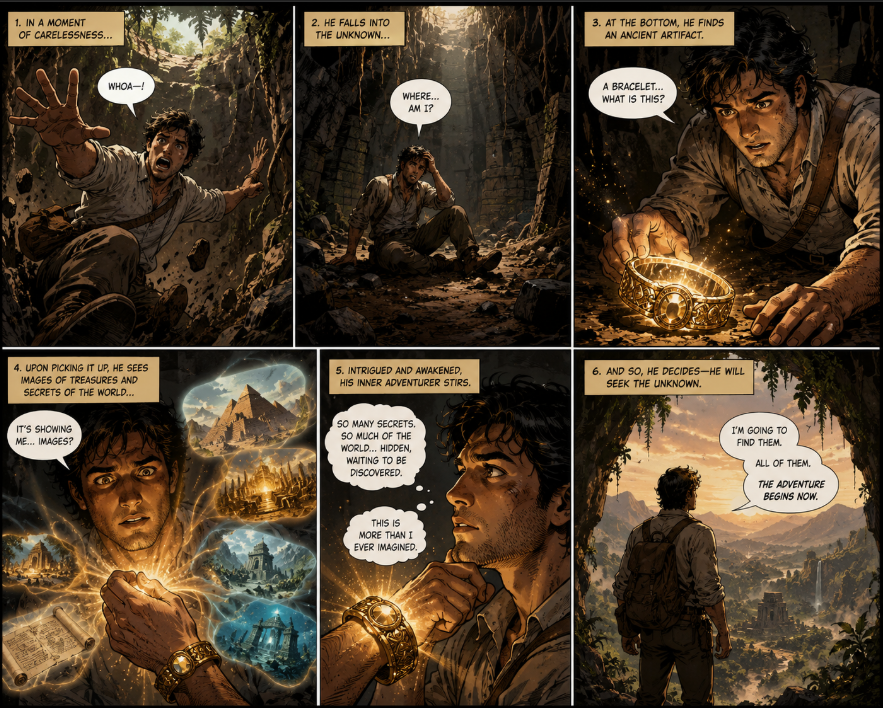 1. IN A MOMENT
OF CARELESSNESS...
WHOA—!
2. HE FALLS INTO
THE UNKNOWN...
WHERE...
AM I?
3. AT THE BOTTOM, HE FINDS
AN ANCIENT ARTIFACT.
A BRACELET...
WHAT IS THIS?
4. UPON PICKING IT UP, HE SEES
IMAGES OF TREASURES AND
SECRETS OF THE WORLD...
IT'S SHOWING
ME... IMAGES?
5. INTRIGUED AND AWAKENED,
HIS INNER ADVENTURER STIRS.
SO MANY SECRETS.
SO MUCH OF THE
WORLD... HIDDEN,
WAITING TO BE
DISCOVERED.
THIS IS
MORE THAN I
EVER IMAGINED.
6. AND SO, HE DECIDES—HE WILL
SEEK THE UNKNOWN.
I'M GOING TO
FIND THEM.
ALL OF THEM.
THE ADVENTURE
BEGINS NOW.